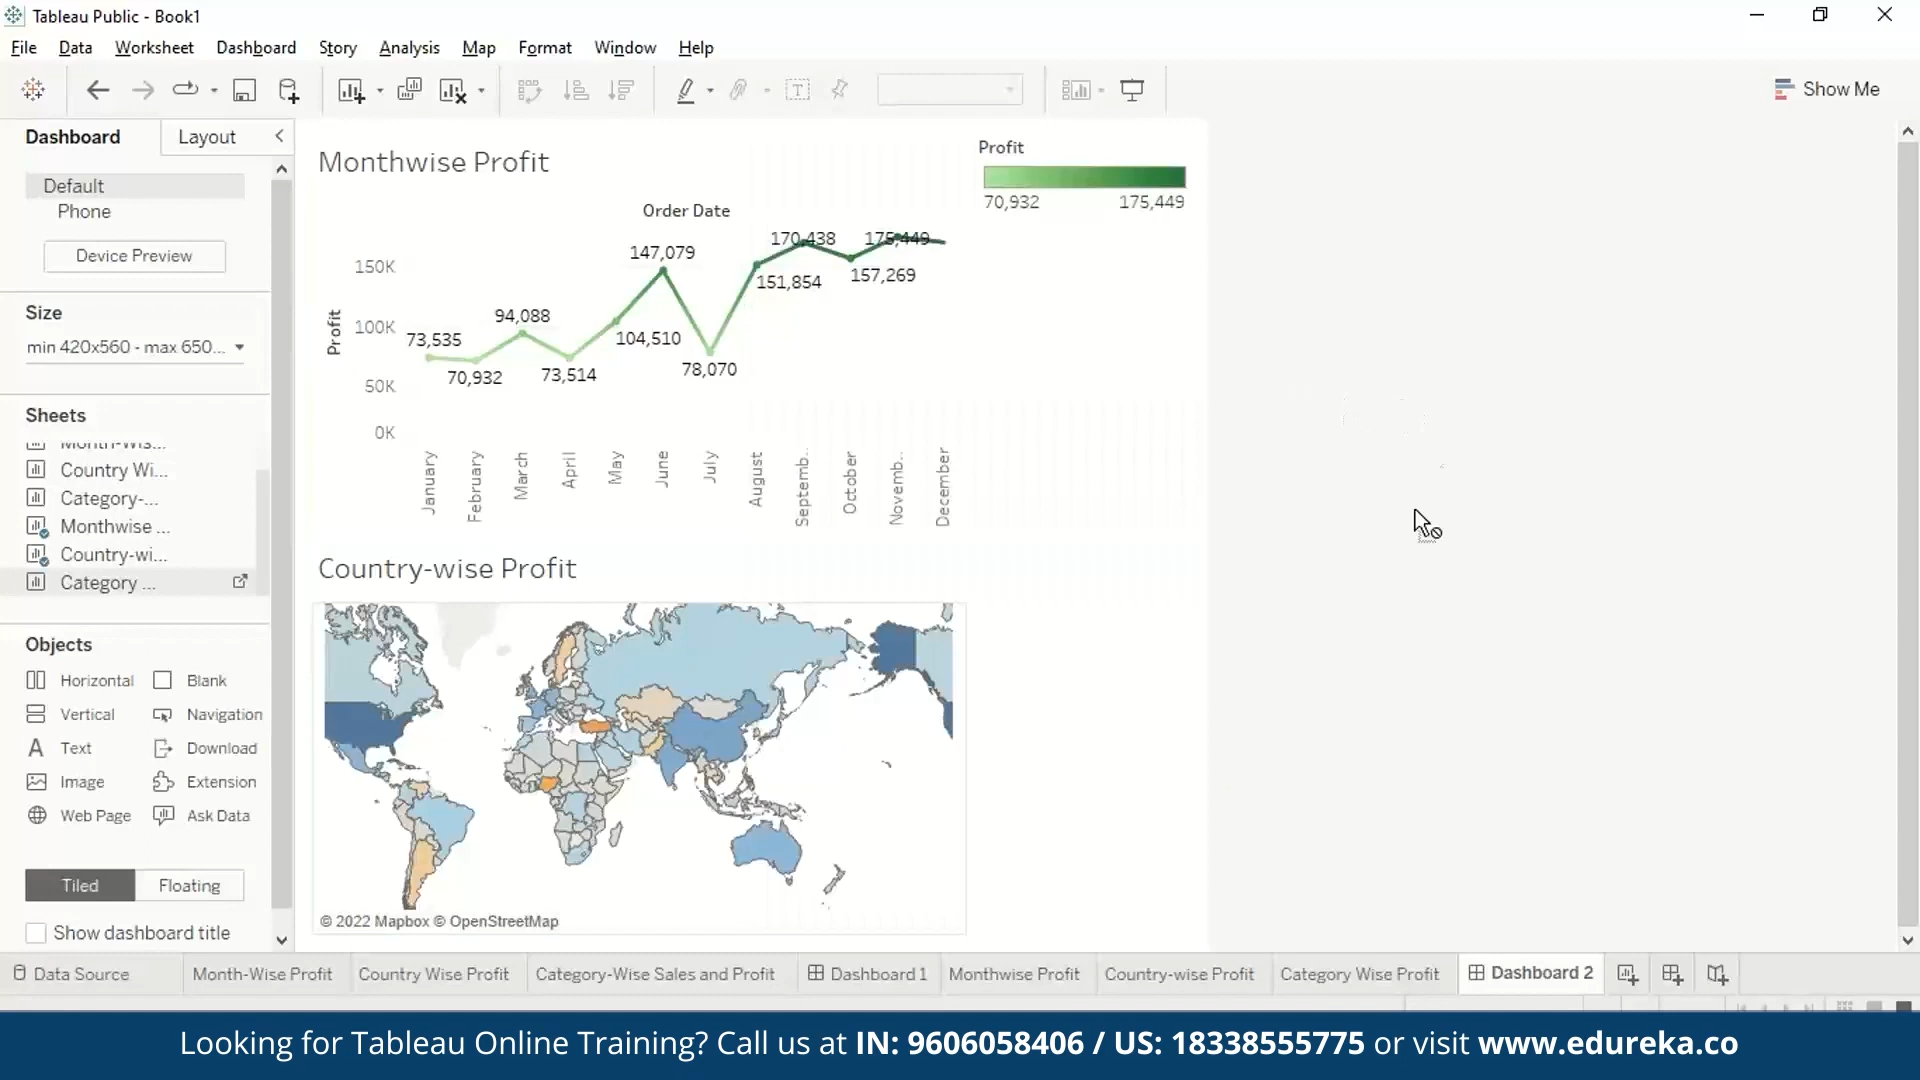 Tableau Public - Book1
File Data Worksheet Dashboard Story Analysis Map Format Window Help
Show Me
Dashboard Layout
Default
Phone
Device Preview
Size
min 420x560 - max 650...
Sheets
Month-Wis...
Country Wi...
Category-...
Monthwise ...
Country-wi...
Category ...
Objects
Horizontal Blank
Vertical Navigation
Text Download
Image Extension
Web Page Ask Data
Tiled Floating
Show dashboard title
Monthwise Profit
Order Date
Profit
150K
100K
50K
0K
73,535
70,932
94,088
73,514
104,510
147,079
78,070
151,854
170,438
157,269
175,449
January
February
March
April
May
June
July
August
Septemb..
October
Novemb..
December
Profit
70,932 175,449
Country-wise Profit
© 2022 Mapbox © OpenStreetMap
Data Source Month-Wise Profit Country Wise Profit Category-Wise Sales and Profit Dashboard 1 Monthwise Profit Country-wise Profit Category Wise Profit Dashboard 2
Looking for Tableau Online Training? Call us at IN: 9606058406 / US: 18338555775 or visit www.edureka.co